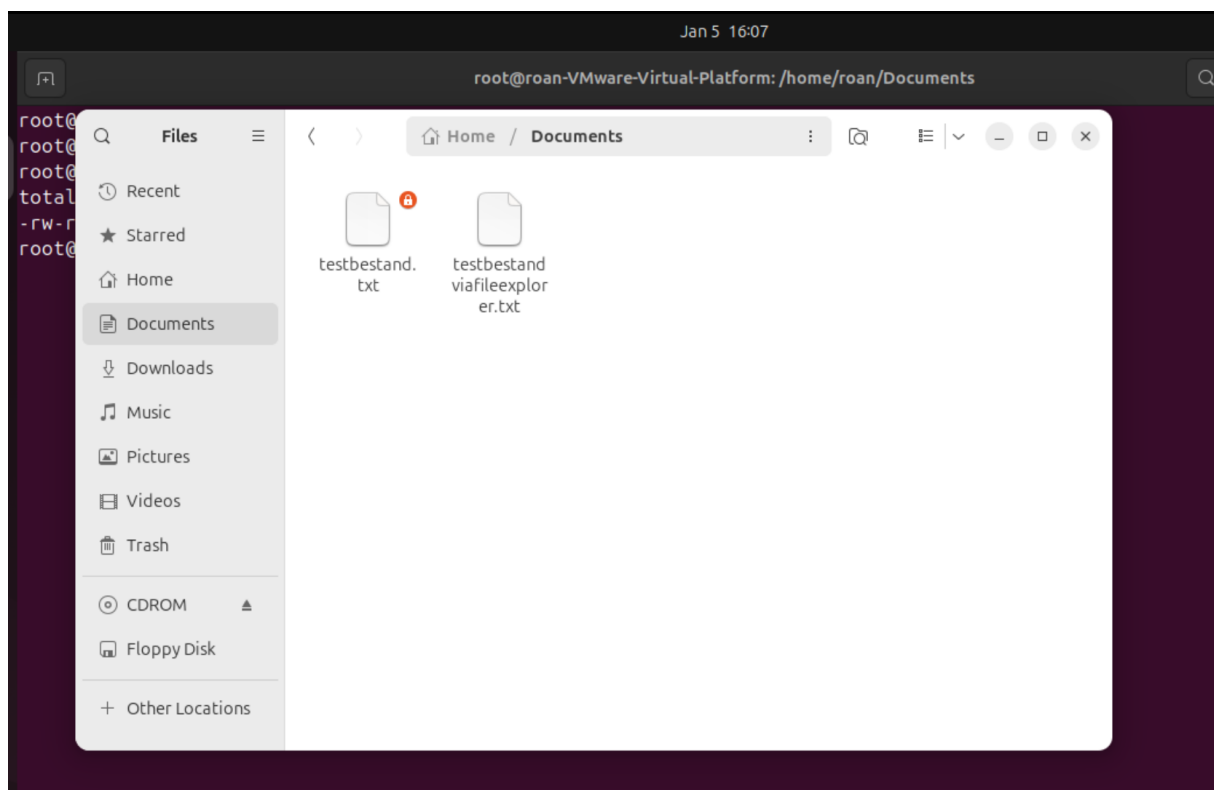 Jan 5 16:07
root@roan-VMware-Virtual-Platform: /home/roan/Documents
root@
root@
root@
total
-rw-r
root@
Files
Home / Documents
Recent
Starred
Home
Documents
Downloads
Music
Pictures
Videos
Trash
CDROM
Floppy Disk
+ Other Locations
testbestand.
txt
testbestand
viafileexplor
er.txt